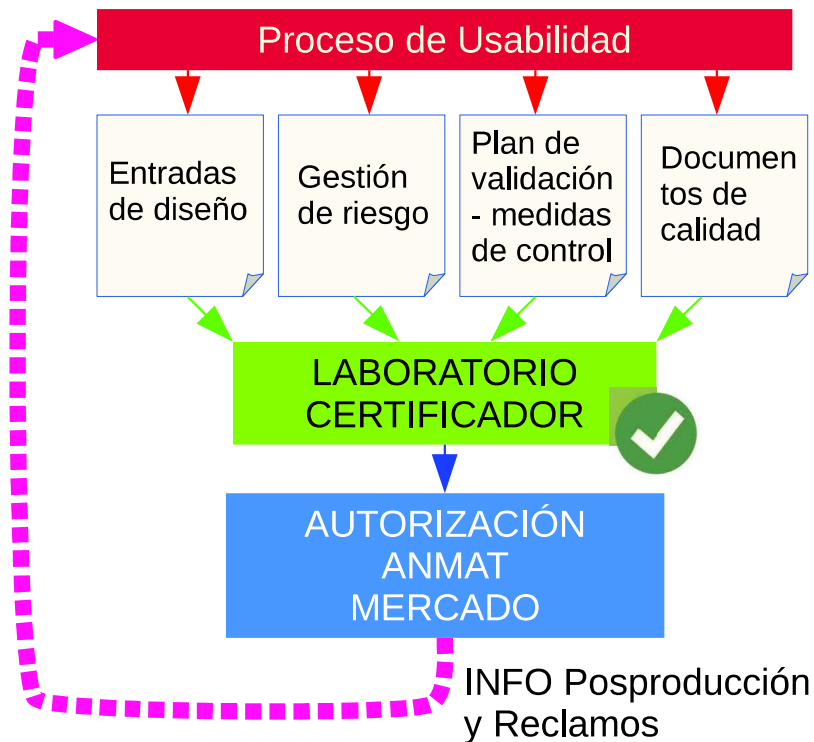 Proceso de Usabilidad
Entradas
de diseño
Gestión
de riesgo
Plan de
validación
- medidas
de control
Documen
tos de
calidad
LABORATORIO
CERTIFICADOR
AUTORIZACIÓN
ANMAT
MERCADO
INFO Posproducción
y Reclamos